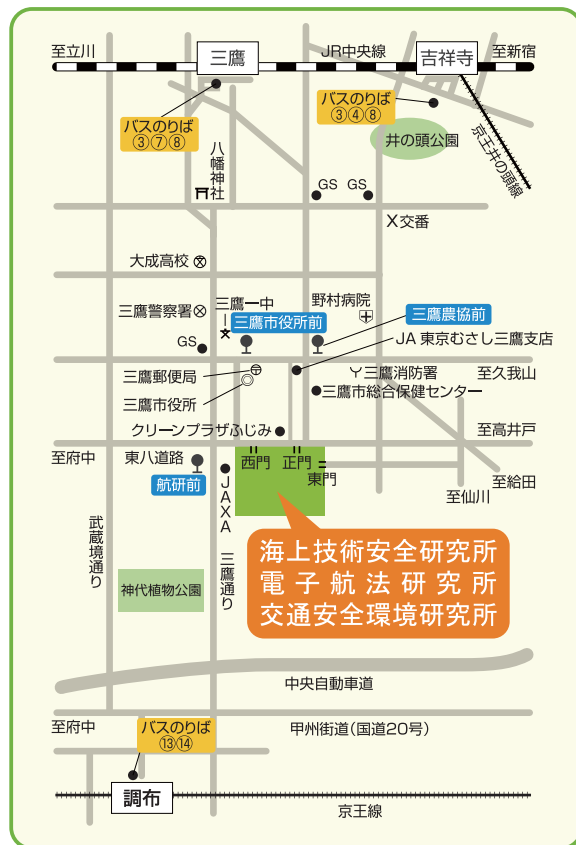 至立川
三鷹
JR中央線
吉祥寺
至新宿
バスのりば
③⑦⑧
バスのりば
③④⑧
井の頭公園
京王井の頭線
八幡神社
GS
GS
X交番
大成高校
三鷹警察署
三鷹一中
野村病院
三鷹市役所前
三鷹農協前
GS
JA 東京むさし三鷹支店
三鷹郵便局
三鷹消防署
至久我山
三鷹市役所
三鷹市総合保健センター
クリーンプラザふじみ
至高井戸
至府中
東八道路
西門
正門
東門
航研前
JAXA
至給田
至仙川
武蔵境通り
三鷹通り
海上技術安全研究所
電子航法研究所
交通安全環境研究所
神代植物公園
中央自動車道
至府中
バスのりば
⑬⑭
甲州街道(国道20号)
調布
京王線